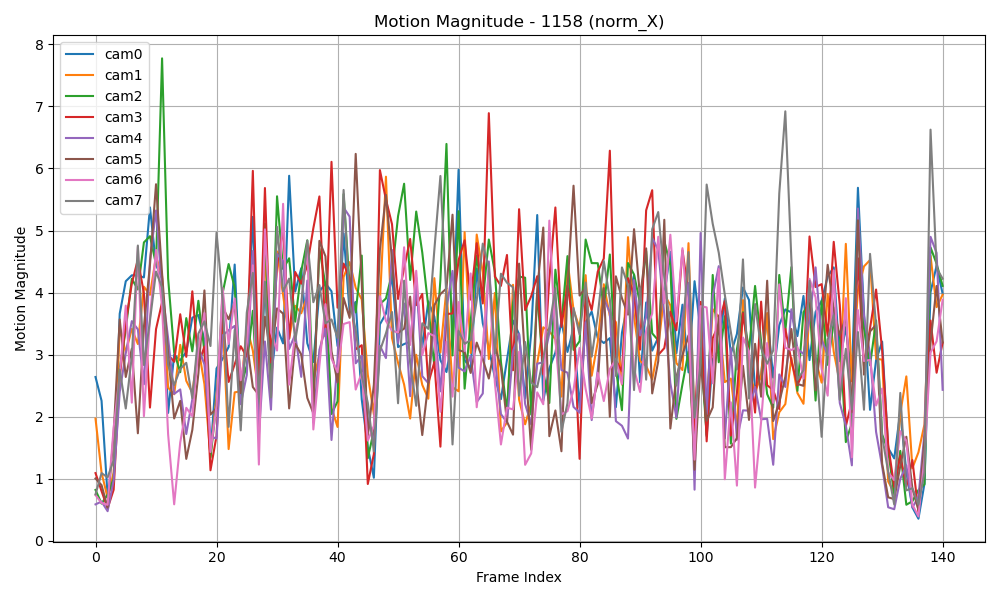 Motion Magnitude - 1158 (norm_X)
cam0
cam1
cam2
cam3
cam4
cam5
cam6
cam7
Motion Magnitude
8
7
6
5
4
3
2
1
0
0 20 40 60 80 100 120 140
Frame Index